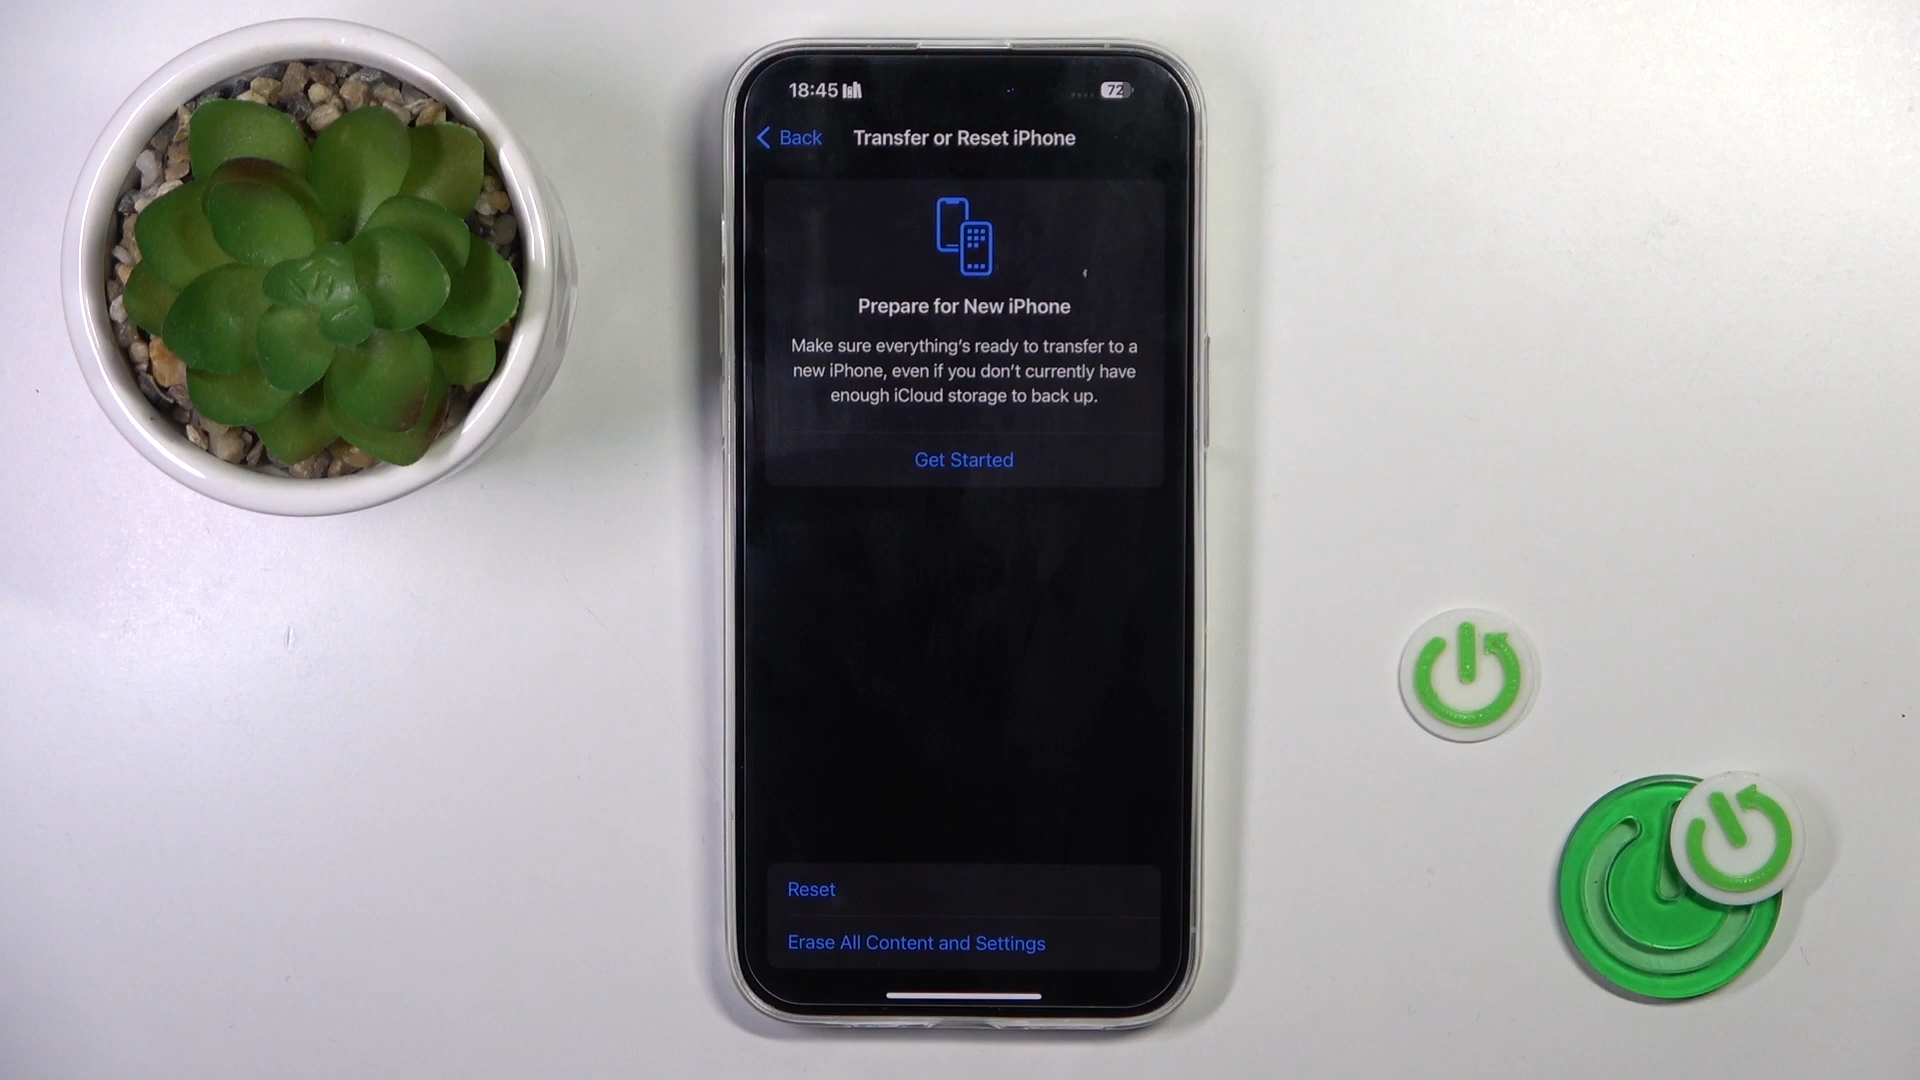 18:45
72
Back
Transfer or Reset iPhone
Prepare for New iPhone
Make sure everything's ready to transfer to a
new iPhone, even if you don't currently have
enough iCloud storage to back up.
Get Started
Reset
Erase All Content and Settings